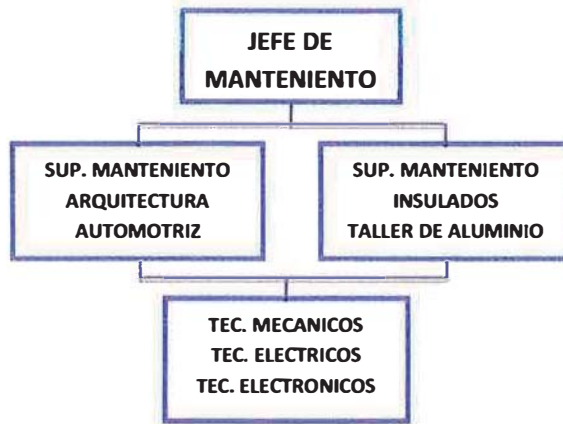 JEFE DE
MANTENIENTO
SUP. MANTENIENTO
ARQUITECTURA
AUTOMOTRIZ
SUP. MANTENIENTO
INSULADOS
TALLER DE ALUMINIO
TEC. MECANICOS
TEC. ELECTRICOS
TEC. ELECTRONICOS